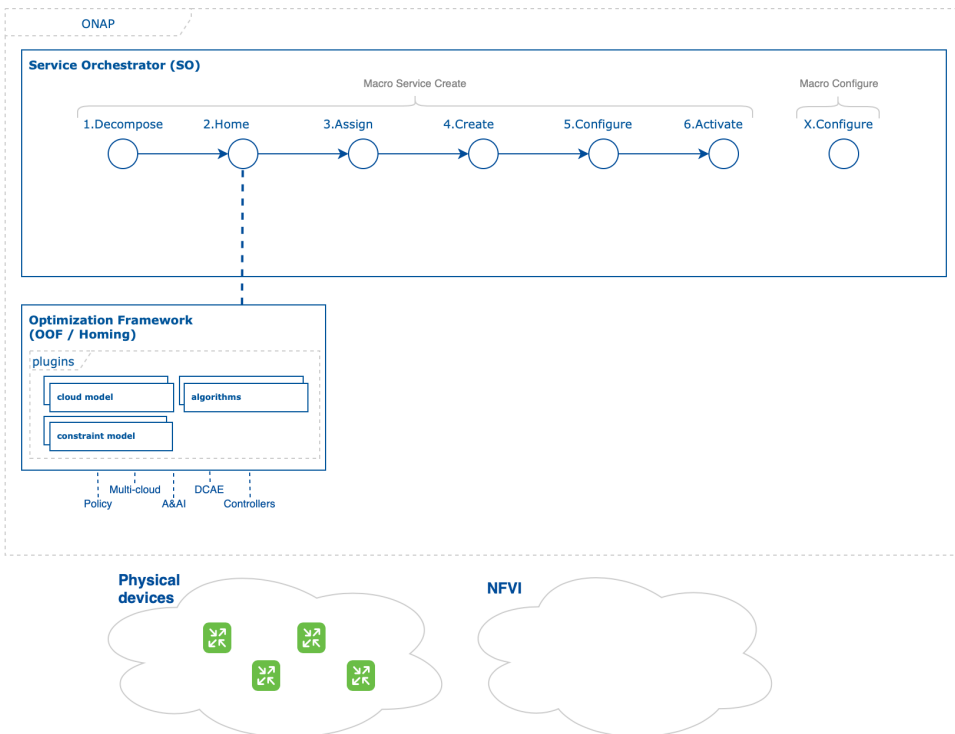 ONAP
Service Orchestrator (SO)
Macro Service Create
Macro Configure
1.Decompose
2.Home
3.Assign
4.Create
5.Configure
6.Activate
X.Configure
Optimization Framework
(OOF / Homing)
plugins
cloud model
algorithms
constraint model
Multi-cloud
DCAE
Policy
A&AI
Controllers
Physical
devices
NFVI